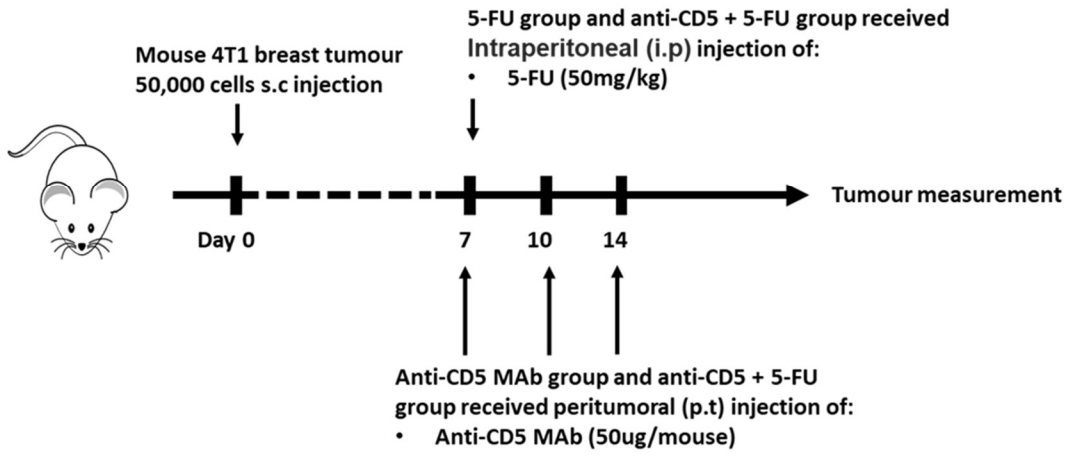 5-FU group and anti-CD5 + 5-FU group received
Intraperitoneal (i.p) injection of:
• 5-FU (50mg/kg)
Mouse 4T1 breast tumour
50,000 cells s.c injection
Tumour measurement
Day 0
7
10
14
Anti-CD5 MAb group and anti-CD5 + 5-FU
group received peritumoral (p.t) injection of:
• Anti-CD5 MAb (50ug/mouse)